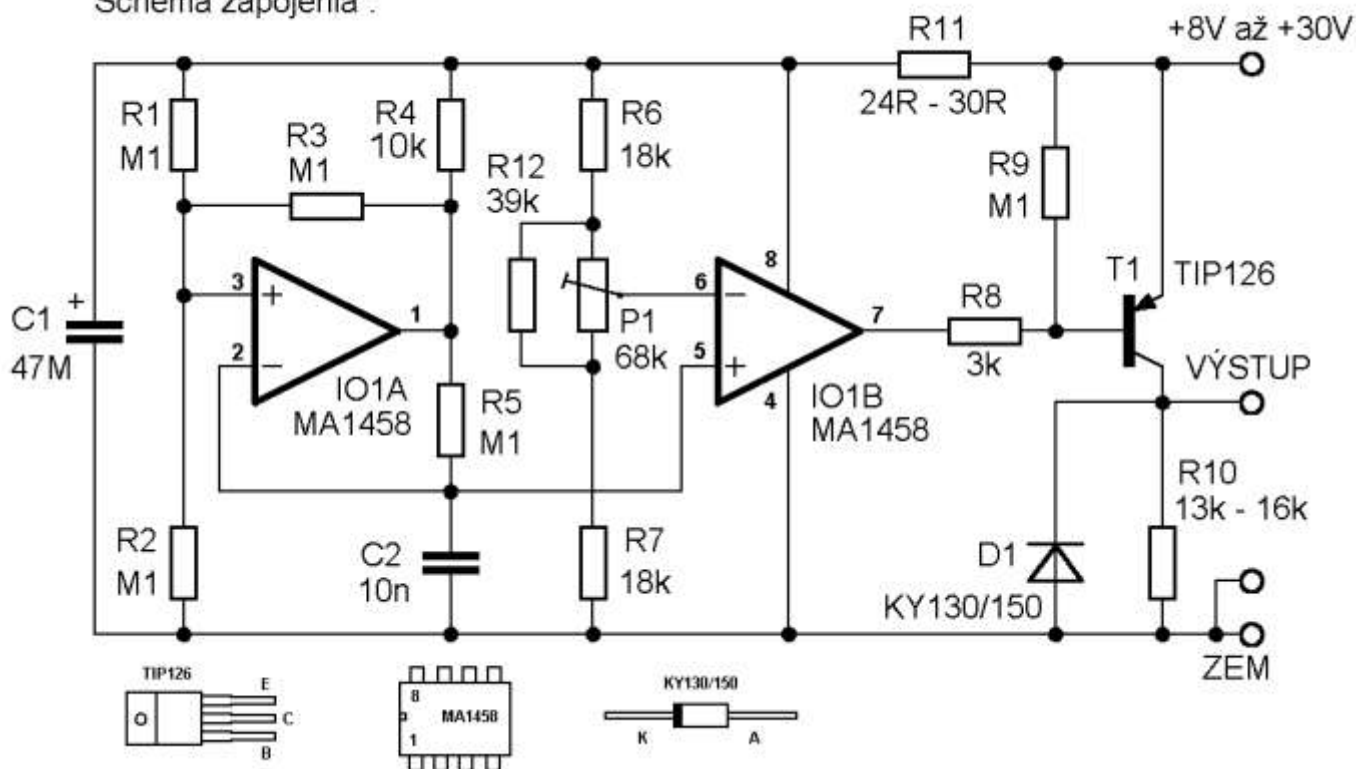 Schéma zapojenia :
+8V až +30V
R11
24R - 30R
R1
M1
R3
M1
R4
10k
R6
18k
R12
39k
R9
M1
3
+
2
−
1
8
6
−
5
+
4
7
P1
68k
R8
3k
T1
TIP126
C1
+
47M
IO1A
MA1458
R5
M1
IO1B
MA1458
VÝSTUP
R10
13k - 16k
R2
M1
C2
10n
R7
18k
D1
KY130/150
ZEM
TIP126
E
C
B
8
MA1458
1
KY130/150
K
A